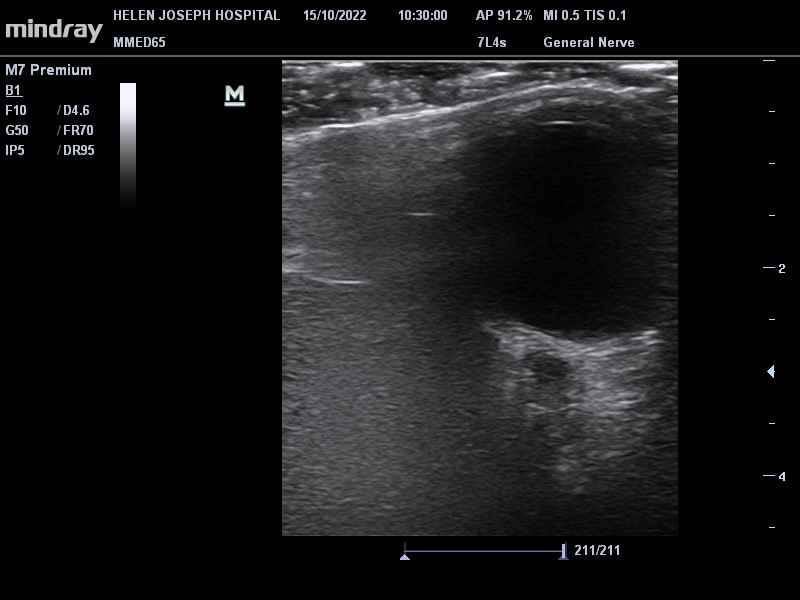 mindray
HELEN JOSEPH HOSPITAL 15/10/2022 10:30:00 AP 91.2% MI 0.5 TIS 0.1
MMED65 7L4s General Nerve
M7 Premium
B1
F10 / D4.6
G50 / FR70
IP5 / DR95
M
2
4
211/211